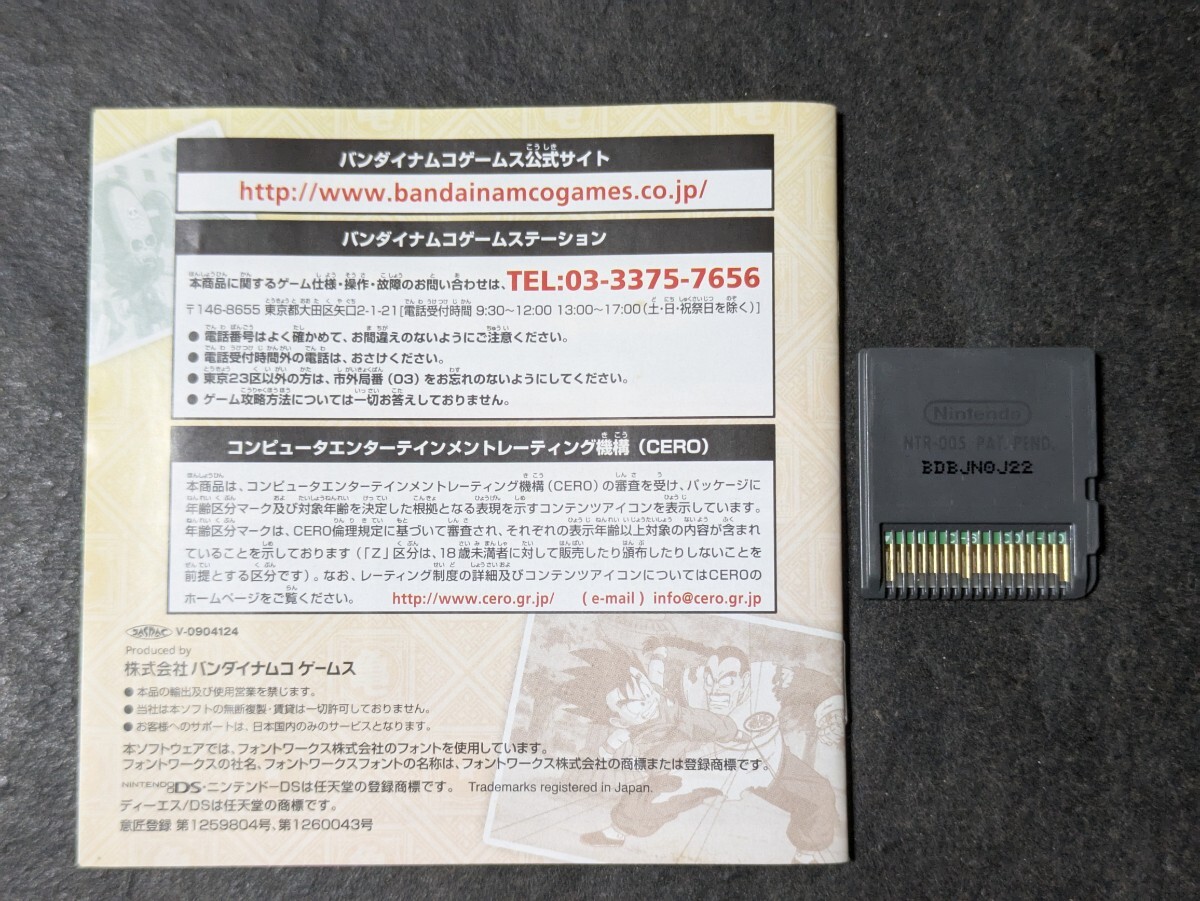 バンダイナムコゲームス公式サイト
http://www.bandainamcogames.co.jp/
バンダイナムコゲームステーション
本商品に関するゲーム仕様・操作・故障のお問い合わせは、TEL:03-3375-7656
〒146-8655 東京都大田区矢口2-1-21[電話受付時間 9:30~12:00 13:00~17:00(土・日・祝祭日を除く)]
● 電話番号はよく確かめて、お間違えのないようにご注意ください。
● 電話受付時間外の電話は、おさけください。
● 東京23区以外の方は、市外局番(03)をお忘れのないようにしてください。
● ゲーム攻略方法については一切お答えしておりません。
コンピュータエンターテインメントレーティング機構(CERO)
本商品は、コンピュータエンターテインメントレーティング機構(CERO)の審査を受け、パッケージに
年齢区分マーク及び対象年齢を決定した根拠となる表現を示すコンテンツアイコンを表示しています。
年齢区分マークは、CERO倫理規定に基づいて審査され、それぞれの表示年齢以上対象の内容が含まれ
ていることを示しております(「Z」区分は、18歳未満者に対して販売したり頒布したりしないことを
前提とする区分です)。なお、レーティング制度の詳細及びコンテンツアイコンについてはCEROの
ホームページをご覧ください。 http://www.cero.gr.jp/ (e-mail) info@cero.gr.jp
V-0904124
Produced by
株式会社 バンダイナムコ ゲームス
● 本品の輸出及び使用営業を禁じます。
● 当社は本ソフトの無断複製・賃貸は一切許可しておりません。
● お客様へのサポートは、日本国内のみのサービスとなります。
本ソフトウェアでは、フォントワークス株式会社のフォントを使用しています。
フォントワークスの社名、フォントワークスフォントの名称は、フォントワークス株式会社の商標または登録商標です。
NINTENDO DS・ニンテンドーDSは任天堂の登録商標です。 Trademarks registered in Japan.
ディーエス/DSは任天堂の商標です。
意匠登録 第1259804号、第1260043号
Nintendo
NTR-005 PAT. PEND.
BDBJN0J22